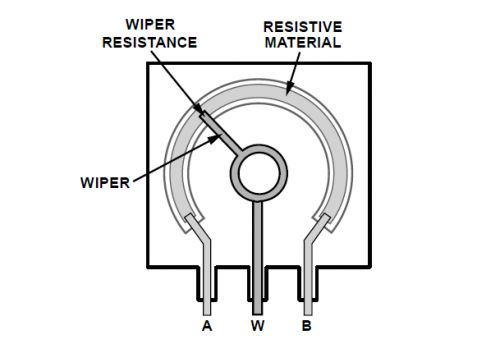 WIPER
RESISTANCE
RESISTIVE
MATERIAL
WIPER
A W B